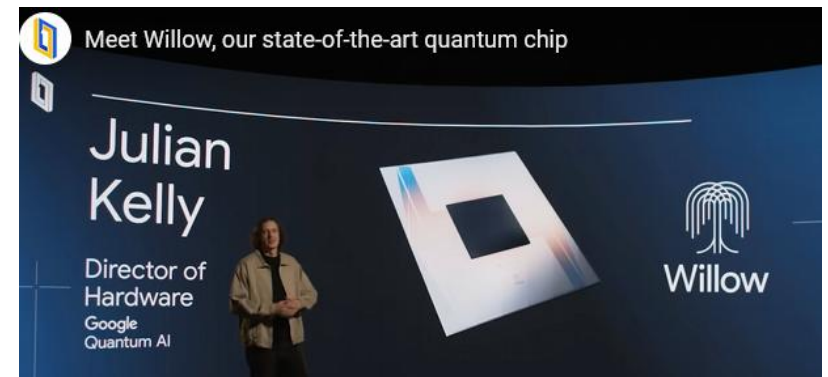 Meet Willow, our state-of-the-art quantum chip
Julian
Kelly
Director of
Hardware
Google
Quantum AI
Willow